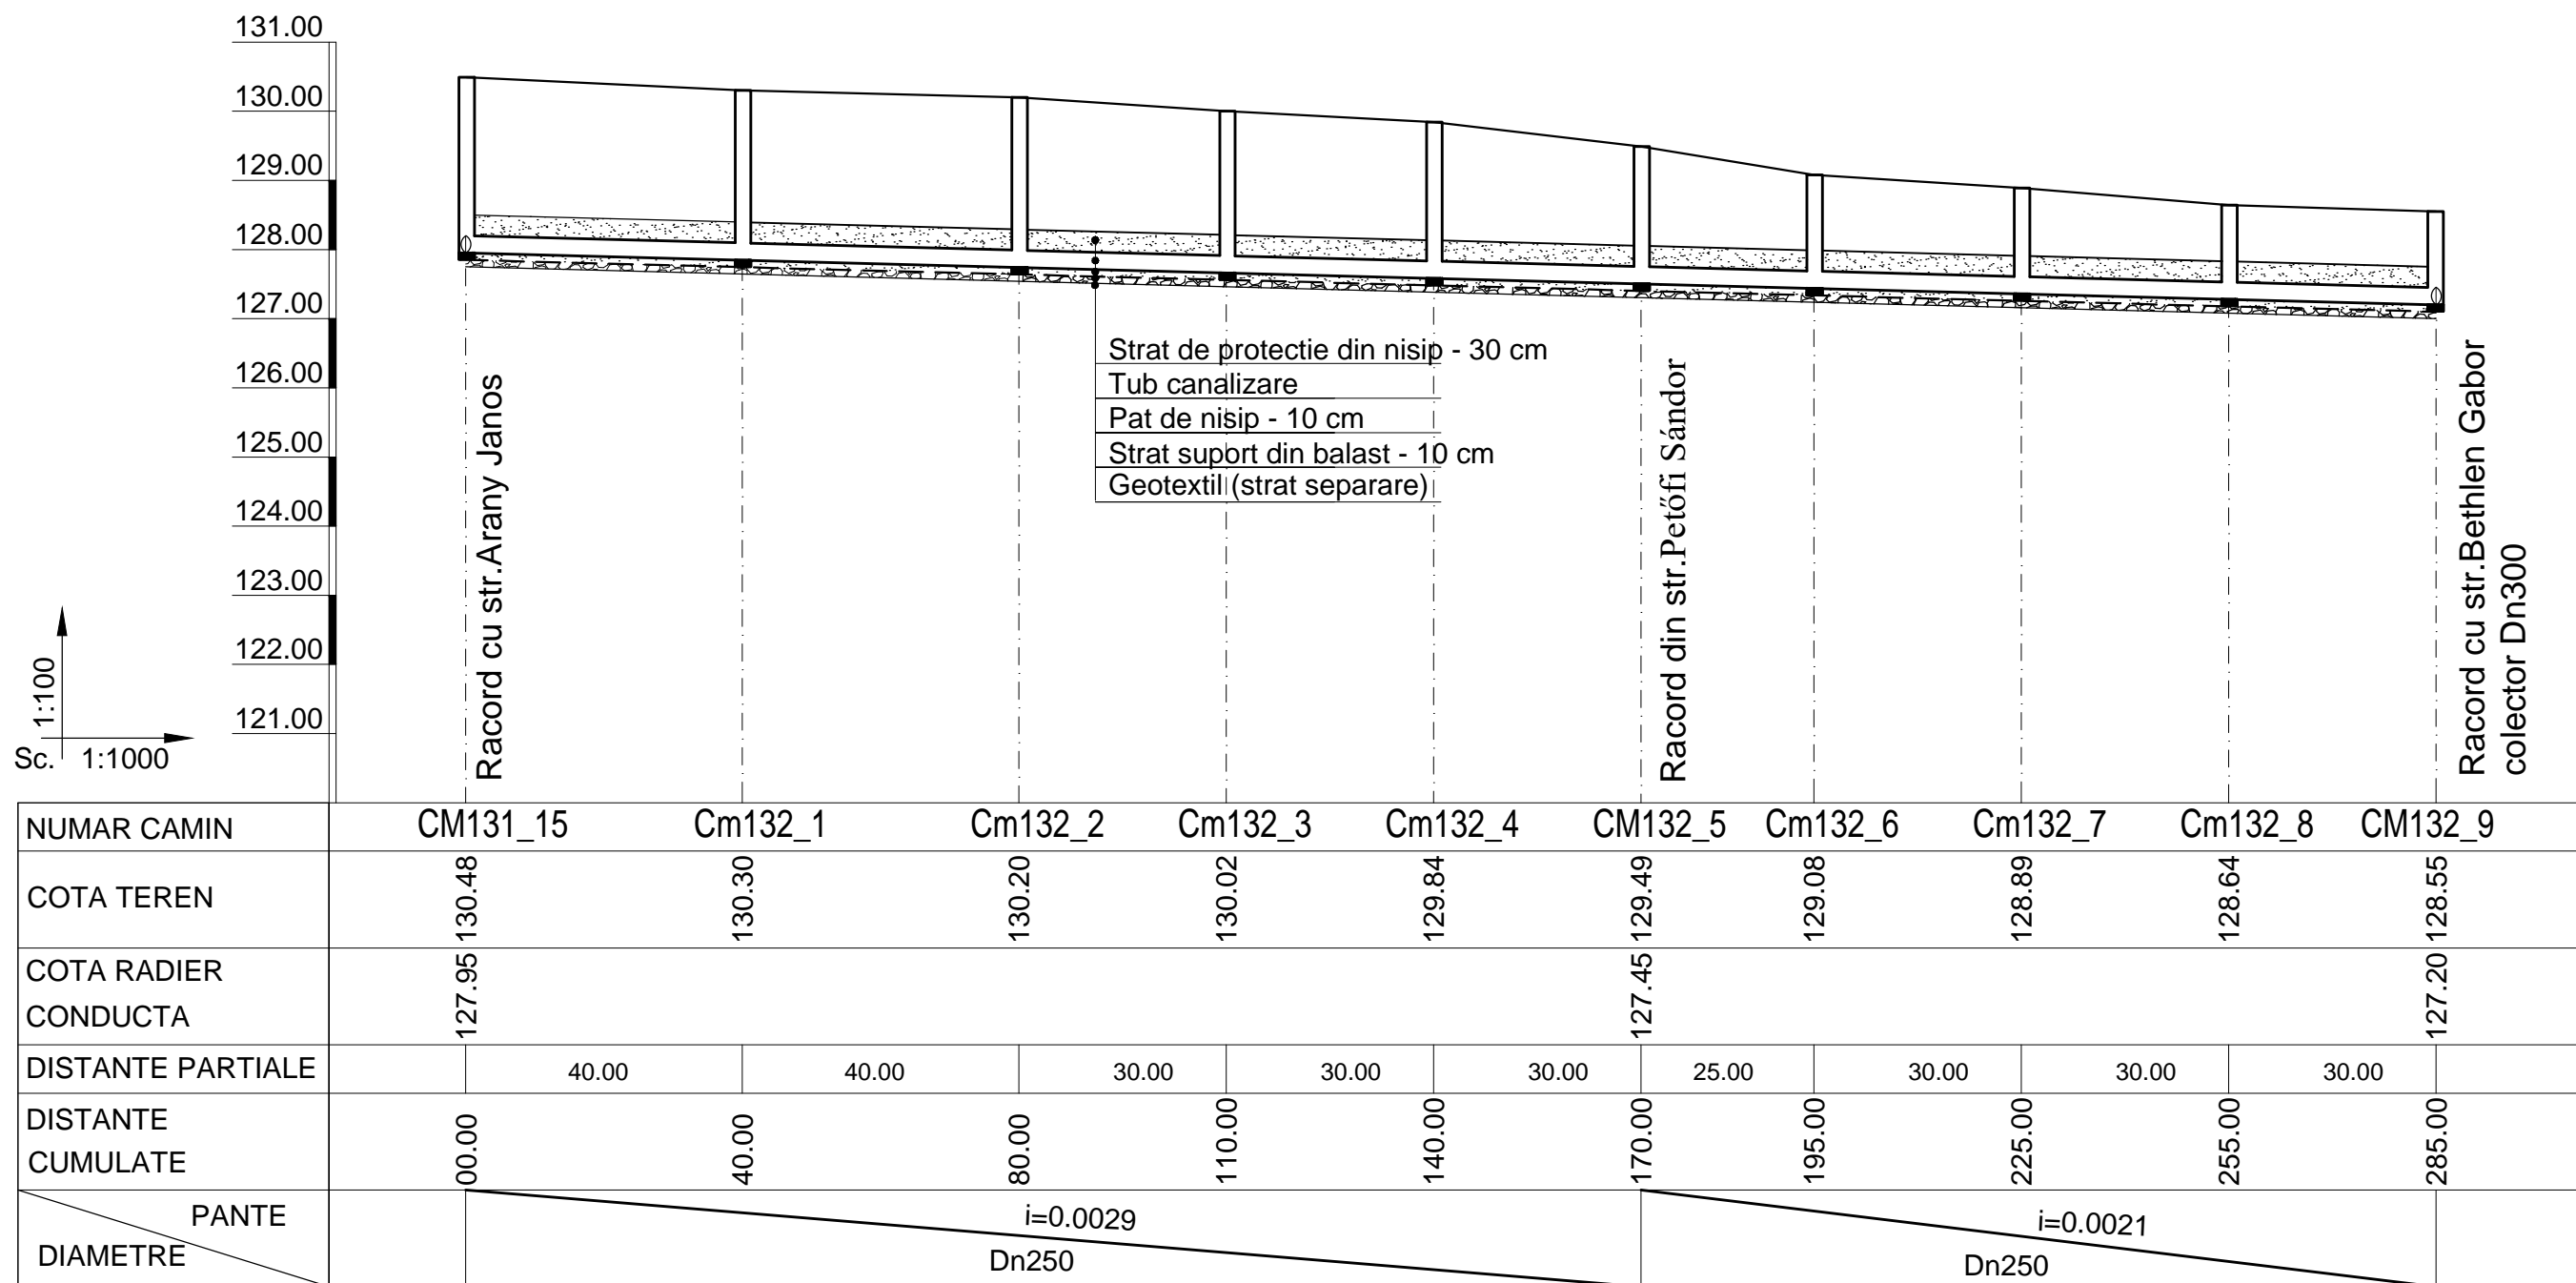 131.00
130.00
129.00
128.00
127.00
126.00
125.00
124.00
123.00
122.00
121.00
1:100
Sc. 1:1000
Strat de protectie din nisip - 30 cm
Tub canalizare
Pat de nisip - 10 cm
Strat suport din balast - 10 cm
Geotextil (strat separare)
Racord cu str.Arany Janos
Racord din str.Petőfi Sándor
Racord cu str.Bethlen Gabor
colector Dn300
NUMAR CAMIN CM131_15 Cm132_1 Cm132_2 Cm132_3 Cm132_4 CM132_5 Cm132_6 Cm132_7 Cm132_8 CM132_9
COTA TEREN 130.48 130.30 130.20 130.02 129.84 129.49 129.08 128.89 128.64 128.55
COTA RADIER
CONDUCTA 127.95 127.45 127.20
DISTANTE PARTIALE 40.00 40.00 30.00 30.00 30.00 25.00 30.00 30.00 30.00
DISTANTE
CUMULATE 00.00 40.00 80.00 110.00 140.00 170.00 195.00 225.00 255.00 285.00
PANTE i=0.0029 i=0.0021
DIAMETRE Dn250 Dn250